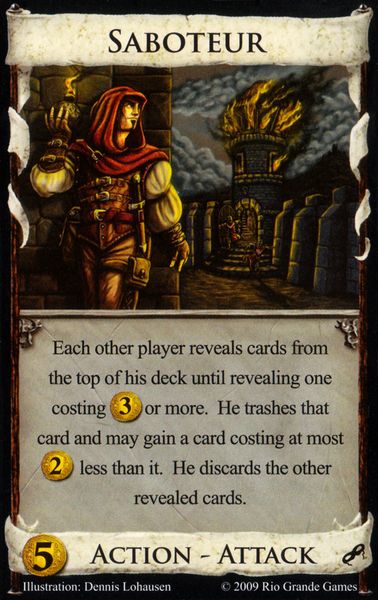 SABOTEUR
Each other player reveals cards from
the top of his deck until revealing one
costing 3 or more. He trashes that
card and may gain a card costing at most
2 less than it. He discards the other
revealed cards.
5 ACTION - ATTACK
Illustration: Dennis Lohausen © 2009 Rio Grande Games